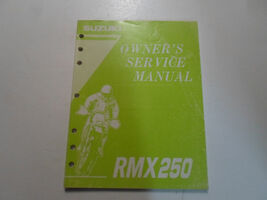 SUZUKI
OWNER'S
SERVICE
MANUAL
RMX250